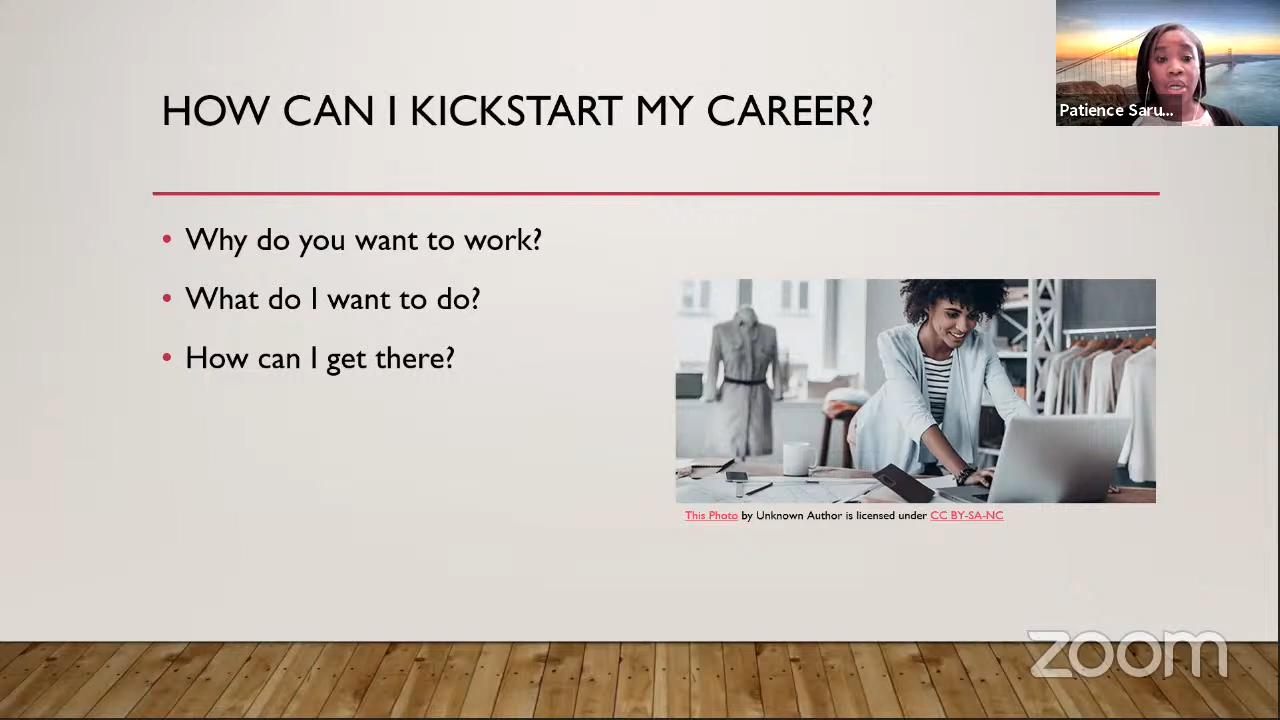 HOW CAN I KICKSTART MY CAREER?
Patience Saru...
• Why do you want to work?
• What do I want to do?
• How can I get there?
This Photo by Unknown Author is licensed under CC BY-SA-NC
zoom